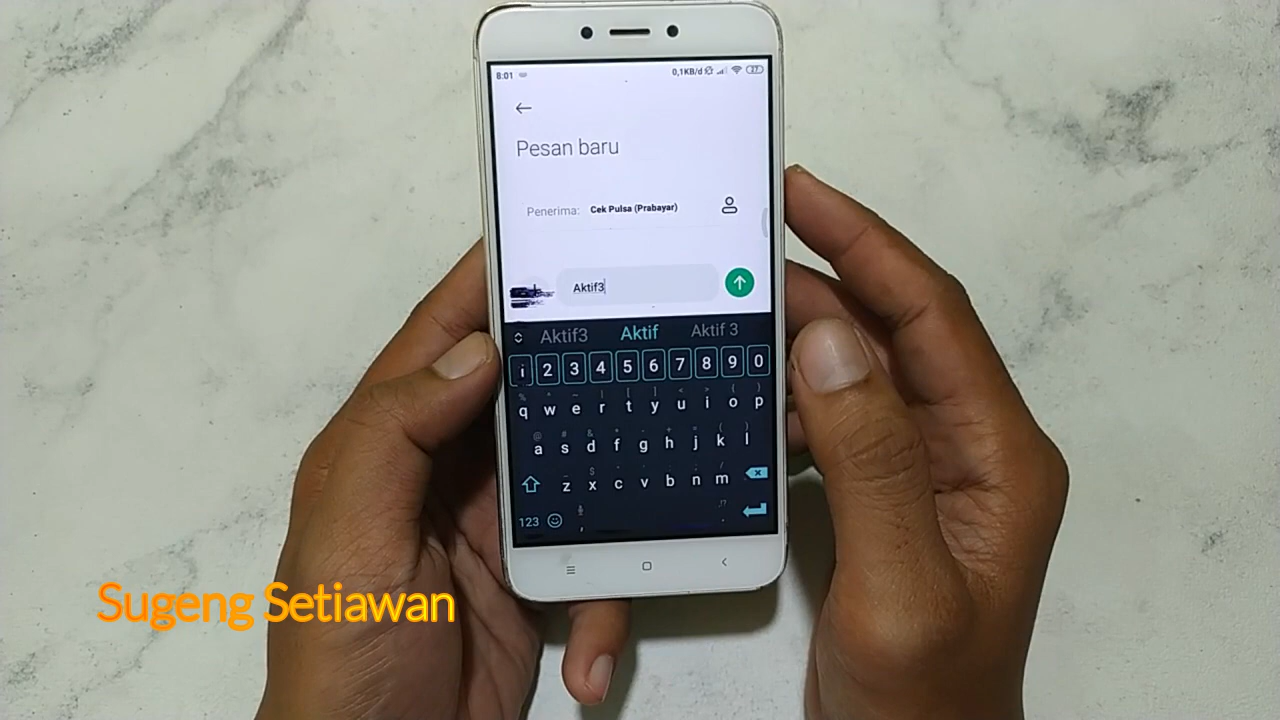 8:01 0,1KB/d 37
Pesan baru
Penerima: Cek Pulsa (Prabayar)
Aktif3
Aktif3 Aktif Aktif 3
i 2 3 4 5 6 7 8 9 0
% ^ ~ | [ ] < > { }
q w e r t y u i o p
@ # & * - + = ( )
a s d f g h j k l
z x c v b n m
123 , .
Sugeng Setiawan